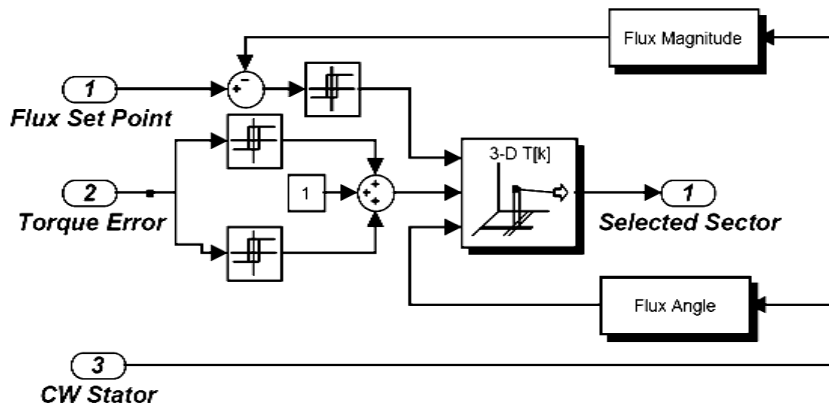 Flux Magnitude
1
Flux Set Point
+
−
3-D T[k]
2
Torque Error
1
+
+
+
1
Selected Sector
Flux Angle
3
CW Stator